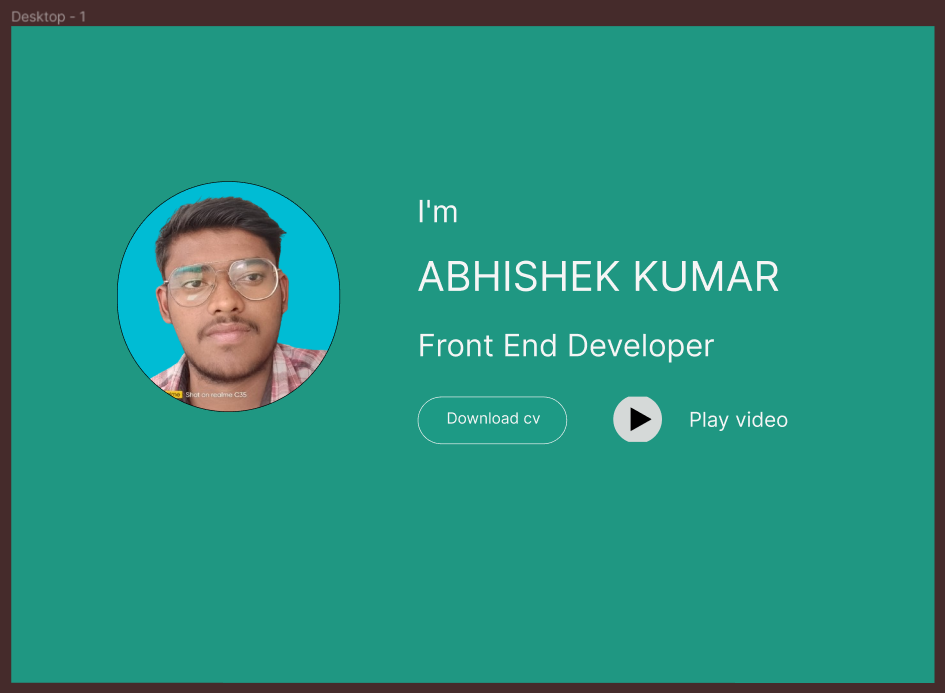 Desktop - 1
I'm
ABHISHEK KUMAR
Front End Developer
Download cv
Play video
Shot on realme C35